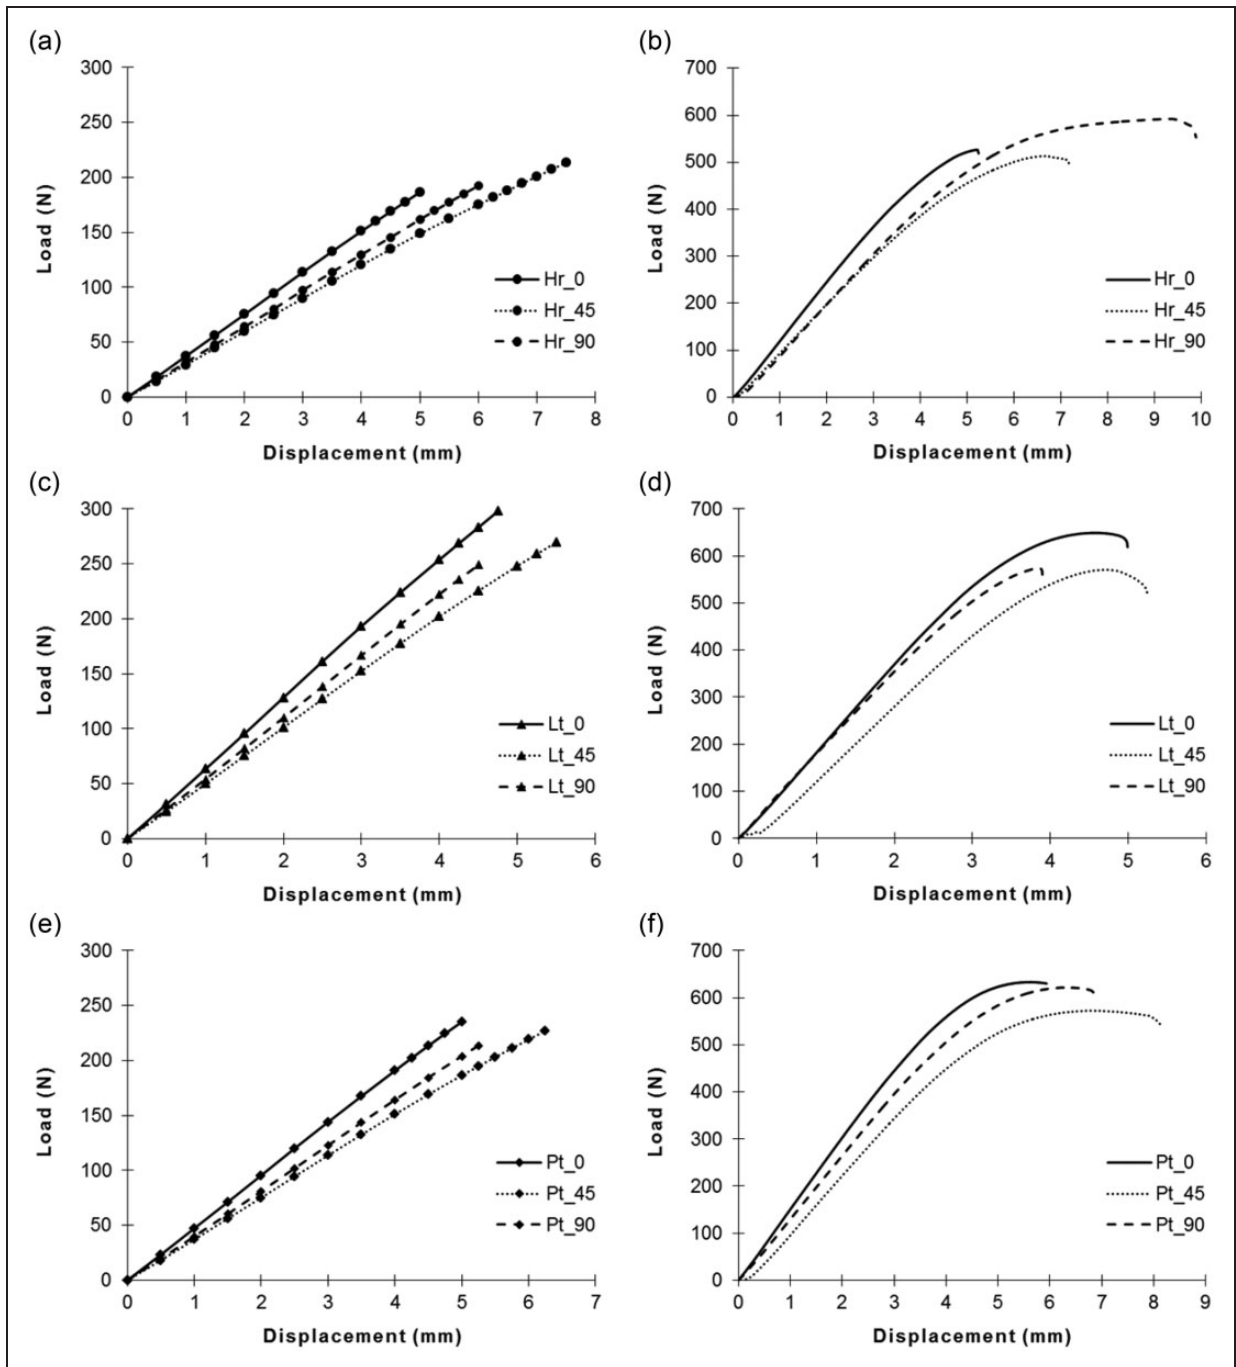 (a)
300
250
200
150
100
50
0
Load (N)
Hr_0
Hr_45
Hr_90
0 1 2 3 4 5 6 7 8
Displacement (mm)
(b)
700
600
500
400
300
200
100
0
Load (N)
Hr_0
Hr_45
Hr_90
0 1 2 3 4 5 6 7 8 9 10
Displacement (mm)
(c)
300
250
200
150
100
50
0
Load (N)
Lt_0
Lt_45
Lt_90
0 1 2 3 4 5 6
Displacement (mm)
(d)
700
600
500
400
300
200
100
0
Load (N)
Lt_0
Lt_45
Lt_90
0 1 2 3 4 5 6
Displacement (mm)
(e)
300
250
200
150
100
50
0
Load (N)
Pt_0
Pt_45
Pt_90
0 1 2 3 4 5 6 7
Displacement (mm)
(f)
700
600
500
400
300
200
100
0
Load (N)
Pt_0
Pt_45
Pt_90
0 1 2 3 4 5 6 7 8 9
Displacement (mm)